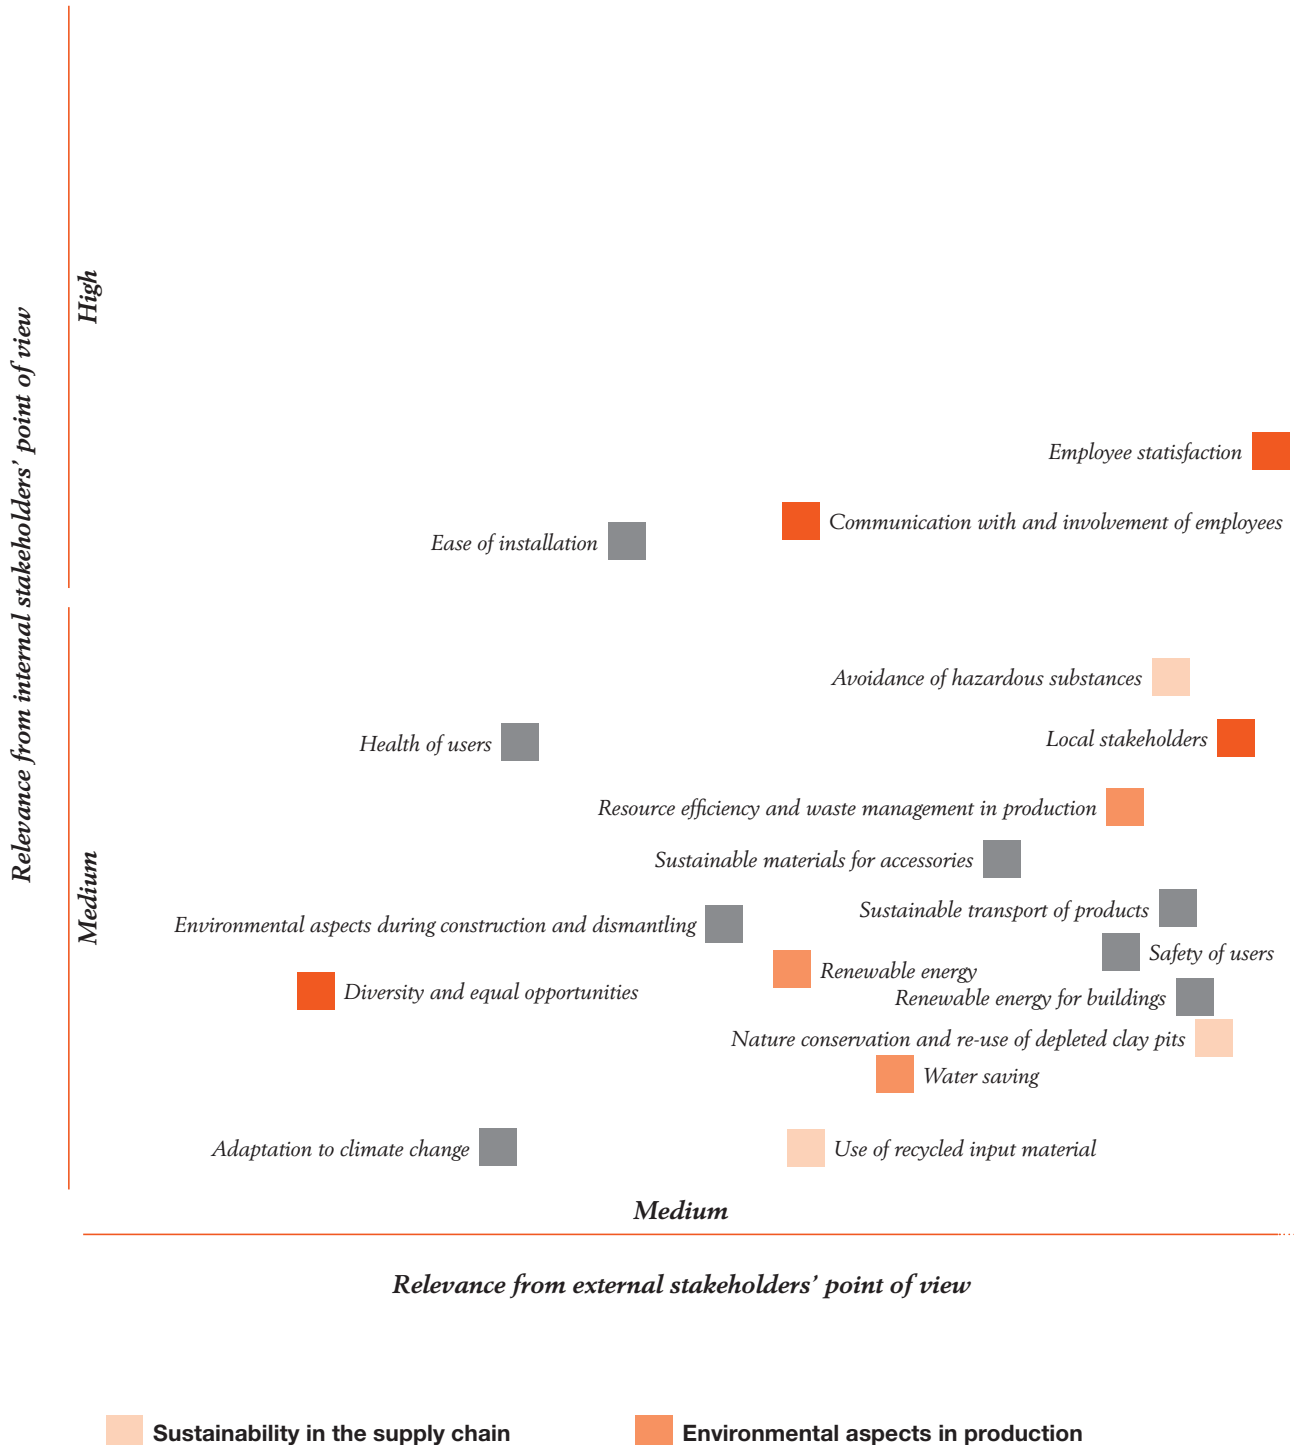 Relevance from internal stakeholders' point of view
High
Employee statisfaction
Communication with and involvement of employees
Ease of installation
Avoidance of hazardous substances
Health of users
Local stakeholders
Resource efficiency and waste management in production
Sustainable materials for accessories
Medium
Sustainable transport of products
Environmental aspects during construction and dismantling
Safety of users
Renewable energy
Diversity and equal opportunities
Renewable energy for buildings
Nature conservation and re-use of depleted clay pits
Water saving
Adaptation to climate change
Use of recycled input material
Medium
Relevance from external stakeholders' point of view
Sustainability in the supply chain
Environmental aspects in production